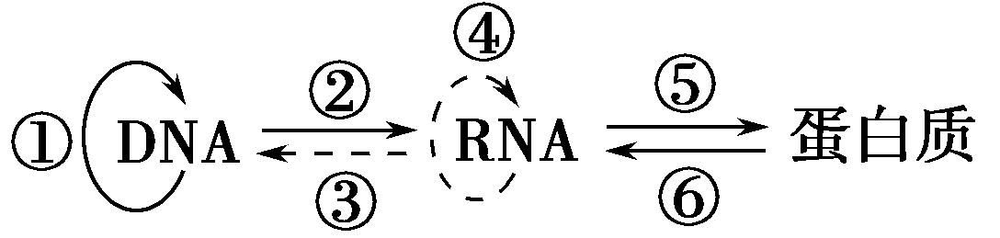 ④
② ⑤
① DNA RNA 蛋白质
③ ⑥